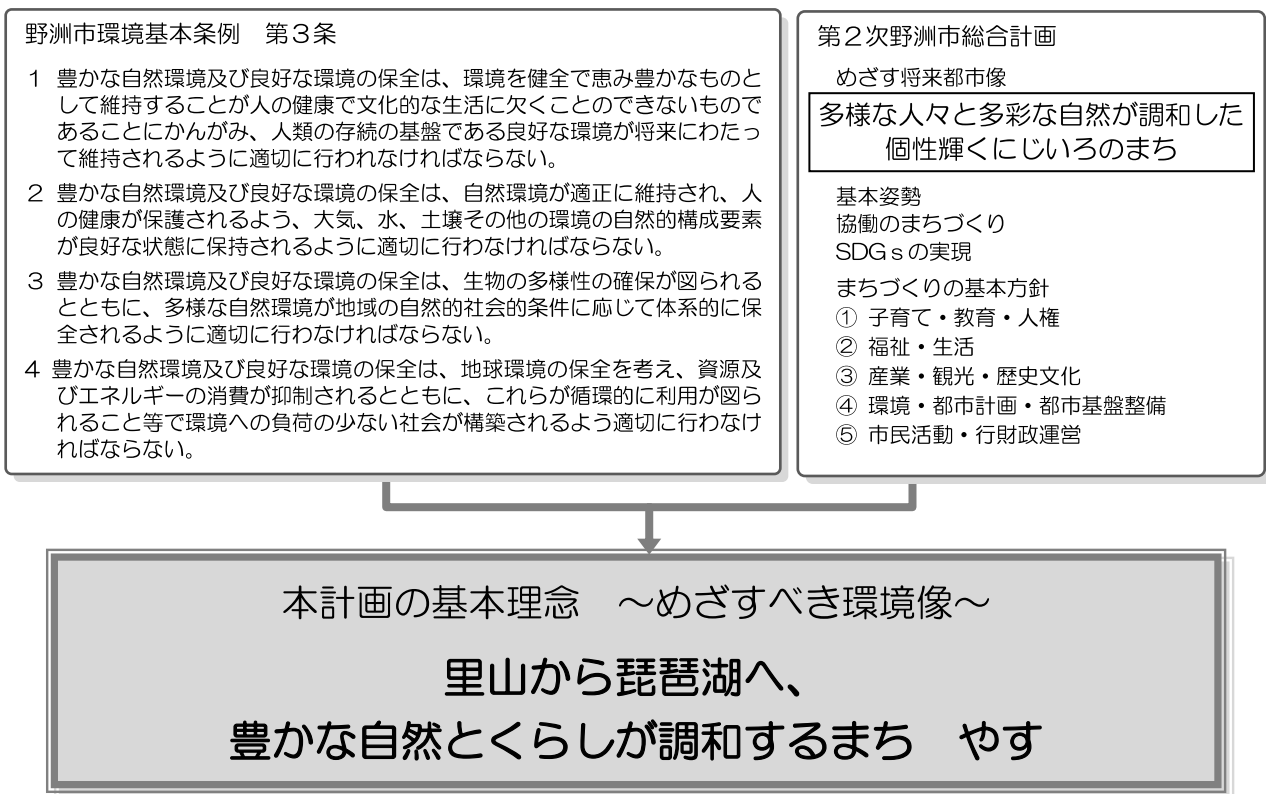 野洲市環境基本条例　第３条
１ 豊かな自然環境及び良好な環境の保全は、環境を健全で恵み豊かなものと
して維持することが人の健康で文化的な生活に欠くことのできないもので
あることにかんがみ、人類の存続の基盤である良好な環境が将来にわたっ
て維持されるように適切に行われなければならない。
２ 豊かな自然環境及び良好な環境の保全は、自然環境が適正に維持され、人
の健康が保護されるよう、大気、水、土壌その他の環境の自然的構成要素
が良好な状態に保持されるように適切に行わなければならない。
３ 豊かな自然環境及び良好な環境の保全は、生物の多様性の確保が図られる
とともに、多様な自然環境が地域の自然的社会的条件に応じて体系的に保
全されるように適切に行わなければならない。
４ 豊かな自然環境及び良好な環境の保全は、地球環境の保全を考え、資源及
びエネルギーの消費が抑制されるとともに、これらが循環的に利用が図ら
れること等で環境への負荷の少ない社会が構築されるよう適切に行わなけ
ればならない。
第２次野洲市総合計画
めざす将来都市像
多様な人々と多彩な自然が調和した
個性輝くにじいろのまち
基本姿勢
協働のまちづくり
SDGｓの実現
まちづくりの基本方針
① 子育て・教育・人権
② 福祉・生活
③ 産業・観光・歴史文化
④ 環境・都市計画・都市基盤整備
⑤ 市民活動・行財政運営
本計画の基本理念　～めざすべき環境像～
里山から琵琶湖へ、
豊かな自然とくらしが調和するまち　やす